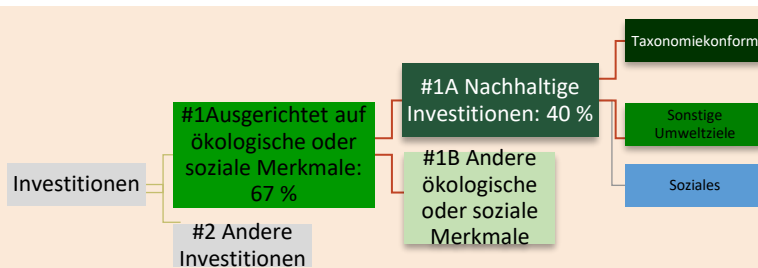 Investitionen
#1Ausgerichtet auf
ökologische oder
soziale Merkmale:
67 %
#2 Andere
Investitionen
#1A Nachhaltige
Investitionen: 40 %
#1B Andere
ökologische
oder soziale
Merkmale
Taxonomiekonform
Sonstige
Umweltziele
Soziales